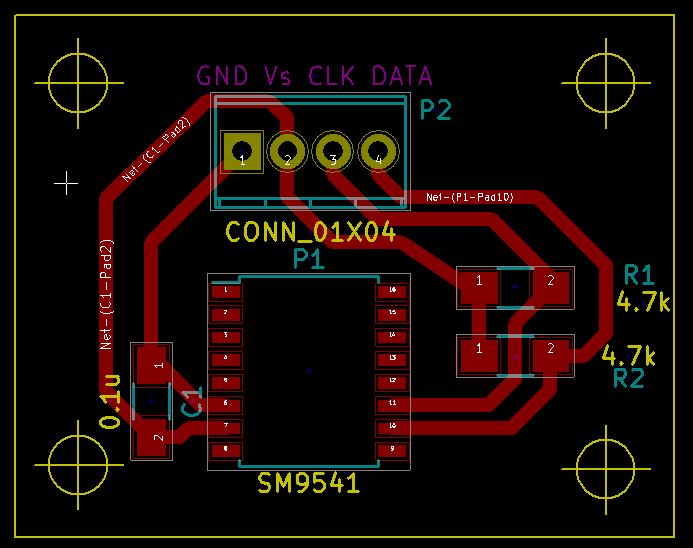 GND Vs CLK DATA
P2
Net-(C1-Pad2)
1
2
3
4
Net-(P1-Pad10)
CONN_01X04
P1
Net-(C1-Pad2)
1
2
R1
4.7k
1
2
4.7k
R2
1
2
3
4
5
6
7
8
16
15
14
13
12
11
10
9
0.1u
1
2
C1
SM9541